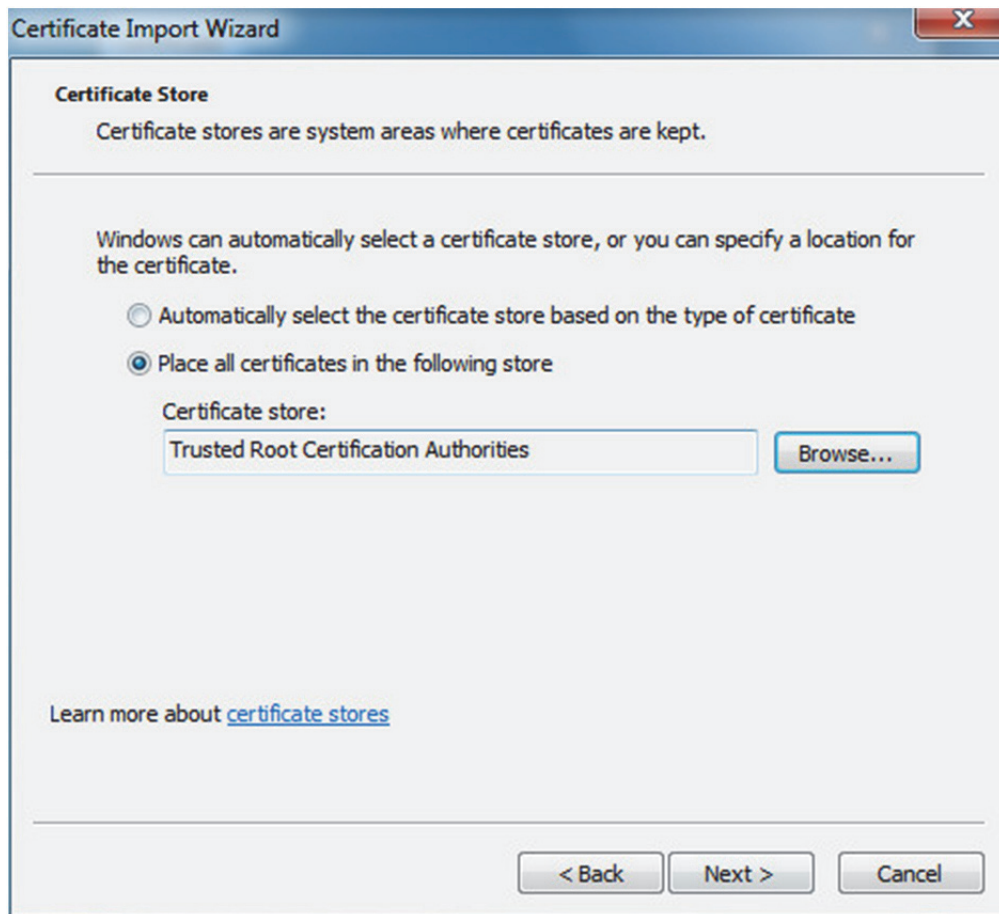 Certificate Import Wizard
Certificate Store
Certificate stores are system areas where certificates are kept.
Windows can automatically select a certificate store, or you can specify a location for
the certificate.
Automatically select the certificate store based on the type of certificate
Place all certificates in the following store
Certificate store:
Trusted Root Certification Authorities
Browse...
Learn more about certificate stores
< Back Next > Cancel